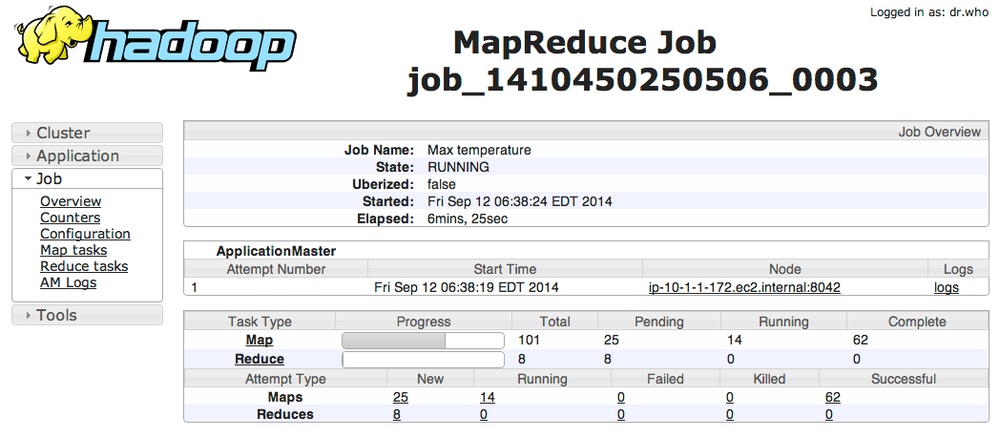 Logged in as: dr.who
hadoop
MapReduce Job
job_1410450250506_0003
Cluster
Application
Job
Overview
Counters
Configuration
Map tasks
Reduce tasks
AM Logs
Tools
Job Overview
Job Name: Max temperature
State: RUNNING
Uberized: false
Started: Fri Sep 12 06:38:24 EDT 2014
Elapsed: 6mins, 25sec
ApplicationMaster
Attempt Number Start Time Node Logs
1 Fri Sep 12 06:38:19 EDT 2014 ip-10-1-1-172.ec2.internal:8042 logs
Task Type Progress Total Pending Running Complete
Map 101 25 14 62
Reduce 8 8 0 0
Attempt Type New Running Failed Killed Successful
Maps 25 14 0 0 62
Reduces 8 0 0 0 0